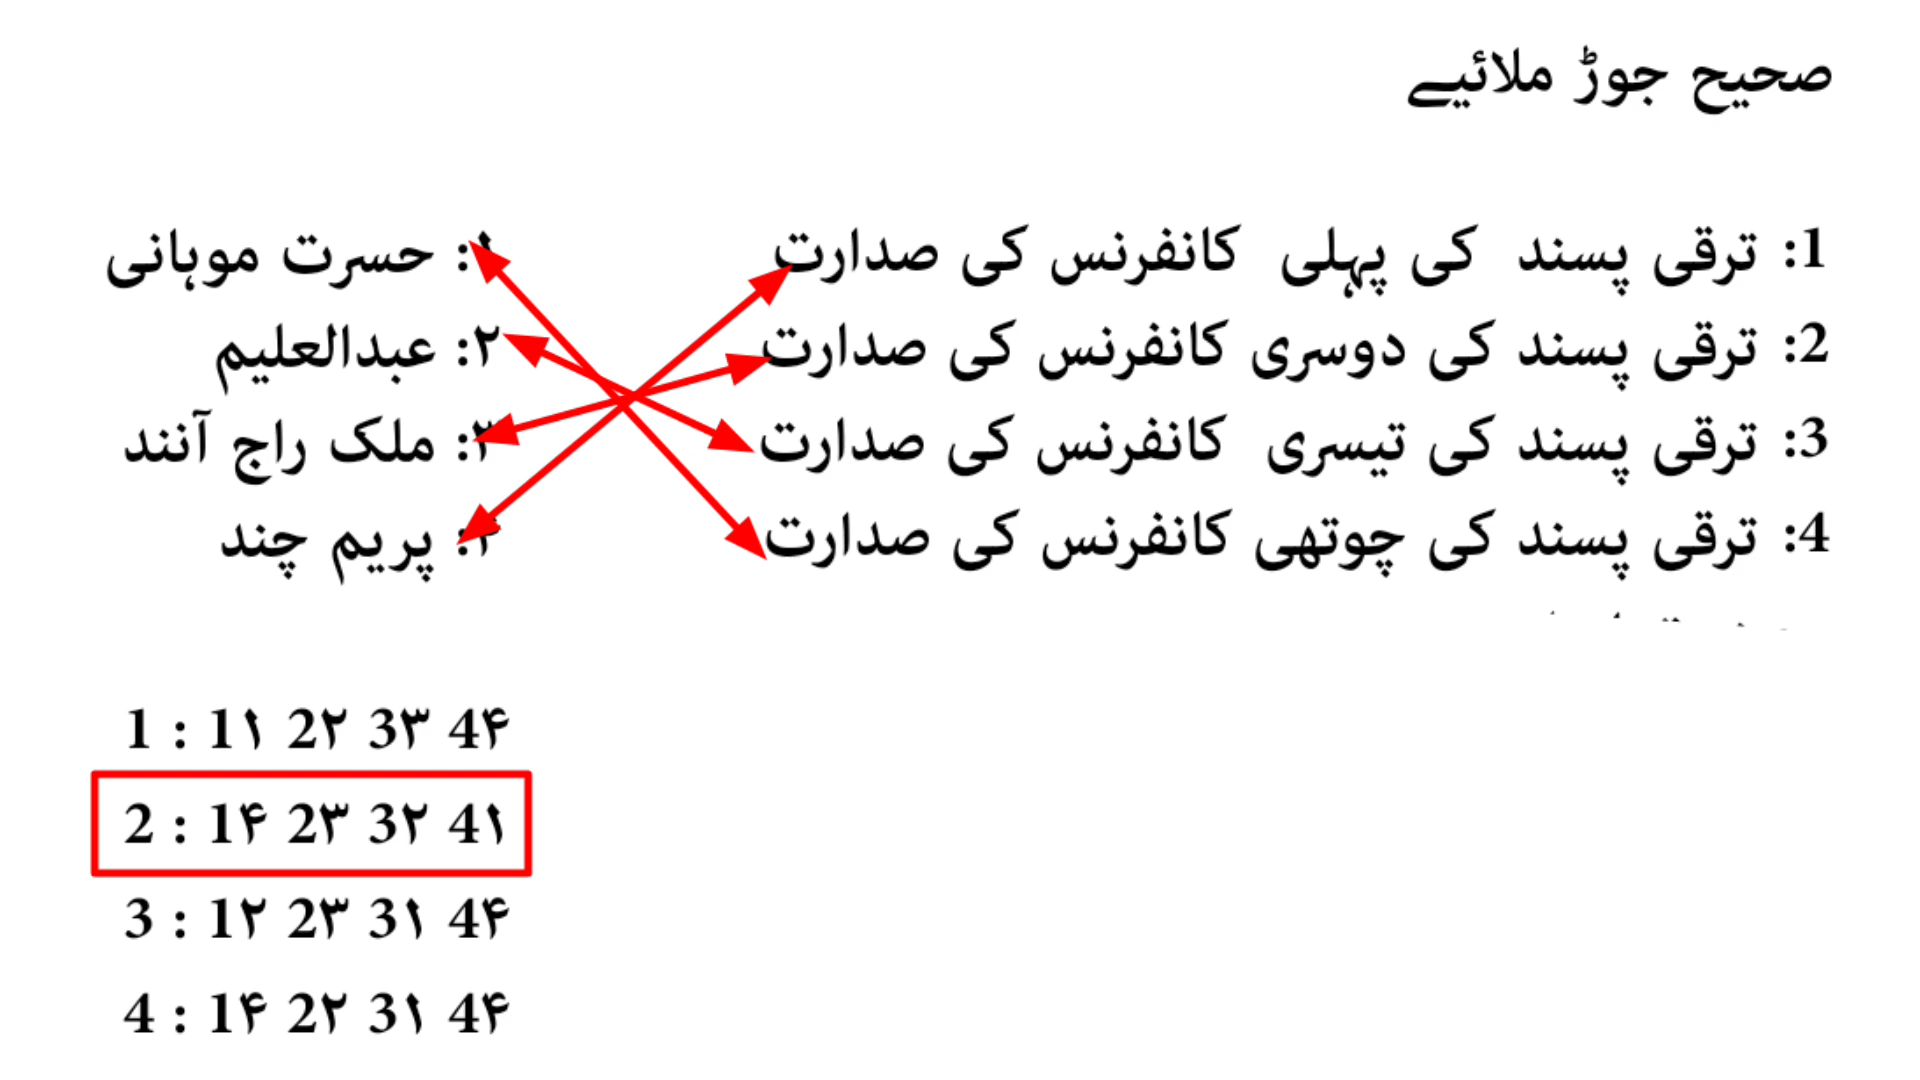 صحیح جوڑ ملائیے
1: ترقی پسند کی پہلی کانفرنس کی صدارت ۱: حسرت موہانی
2: ترقی پسند کی دوسری کانفرنس کی صدارت ۲: عبدالعلیم
3: ترقی پسند کی تیسری کانفرنس کی صدارت ۳: ملک راج آنند
4: ترقی پسند کی چوتھی کانفرنس کی صدارت ۴: پریم چند
1 : 1۱ 2۲ 3۳ 4۴
2 : 1۴ 2۳ 3۲ 4۱
3 : 1۲ 2۳ 3۱ 4۴
4 : 1۴ 2۲ 3۱ 4۴